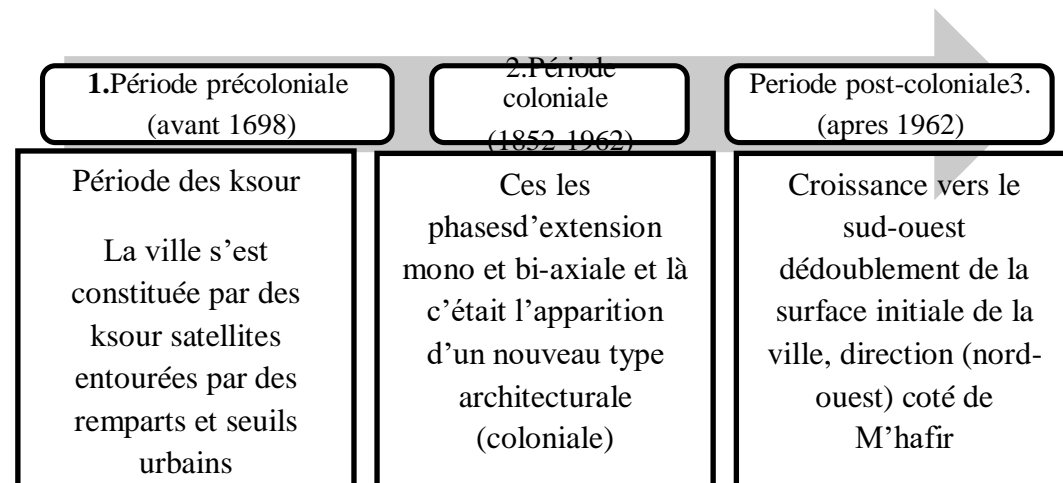 1.Période précoloniale
(avant 1698)
2.Période
coloniale
(1852-1962)
Periode post-coloniale3.
(apres 1962)
Période des ksour
La ville s’est
constituée par des
ksour satellites
entourées par des
remparts et seuils
urbains
Ces les
phasesd’extension
mono et bi-axiale et là
c’était l’apparition
d’un nouveau type
architecturale
(coloniale)
Croissance vers le
sud-ouest
dédoublement de la
surface initiale de la
ville, direction (nord-
ouest) coté de
M’hafir